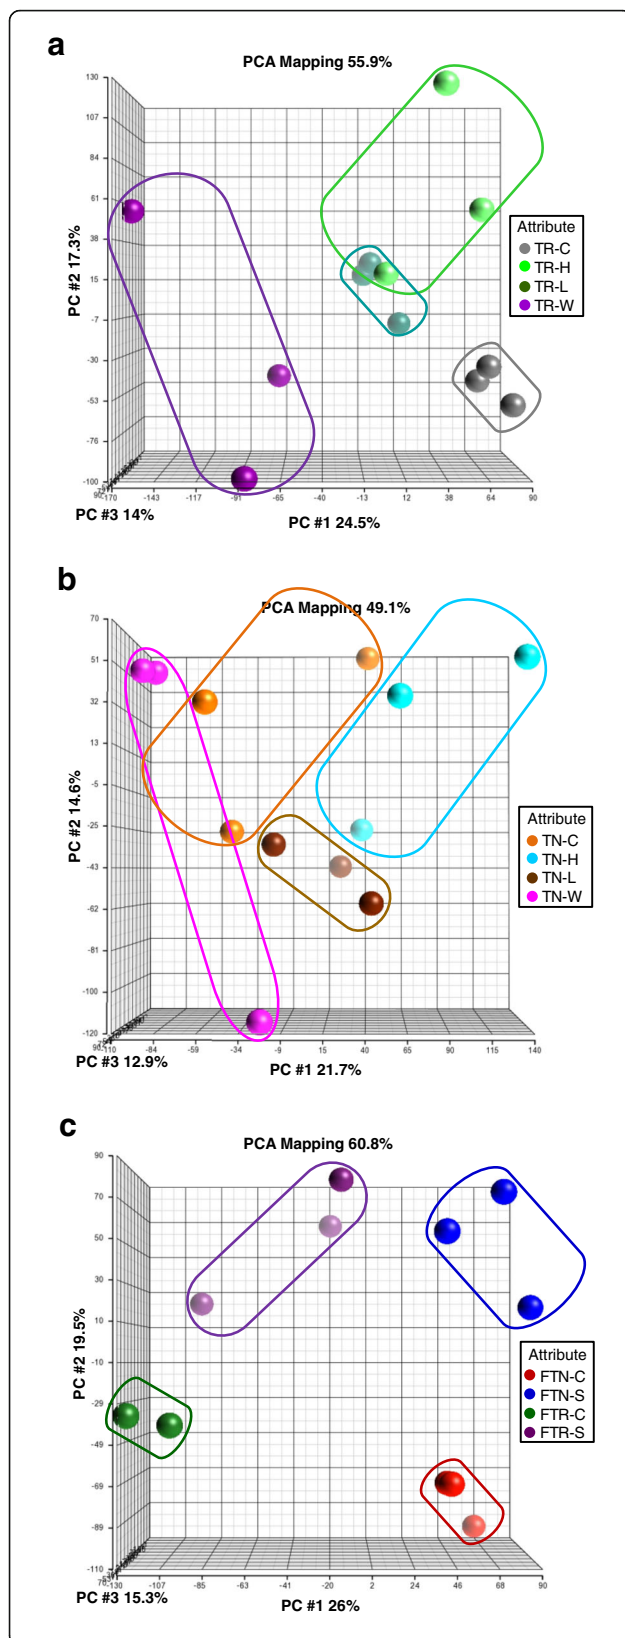 a
PCA Mapping 55.9%
130
107
84
61
38
15
-7
-30
-53
-76
-100
PC #2 17.3%
Attribute
TR-C
TR-H
TR-L
TR-W
-170 -143 -117 -91 -65 -40 -13 12 38 64 90
PC #3 14%
PC #1 24.5%
b
PCA Mapping 49.1%
70
51
32
13
-5
-25
-43
-62
-81
-100
-120
PC #2 14.6%
Attribute
TN-C
TN-H
TN-L
TN-W
-110 -84 -59 -34 -9 15 40 65 90 115 140
PC #3 12.9%
PC #1 21.7%
c
PCA Mapping 60.8%
90
70
50
30
10
-10
-29
-49
-69
-89
-110
PC #2 19.5%
Attribute
FTN-C
FTN-S
FTR-C
FTR-S
-130 -107 -85 -63 -41 -20 2 24 46 68 90
PC #3 15.3%
PC #1 26%